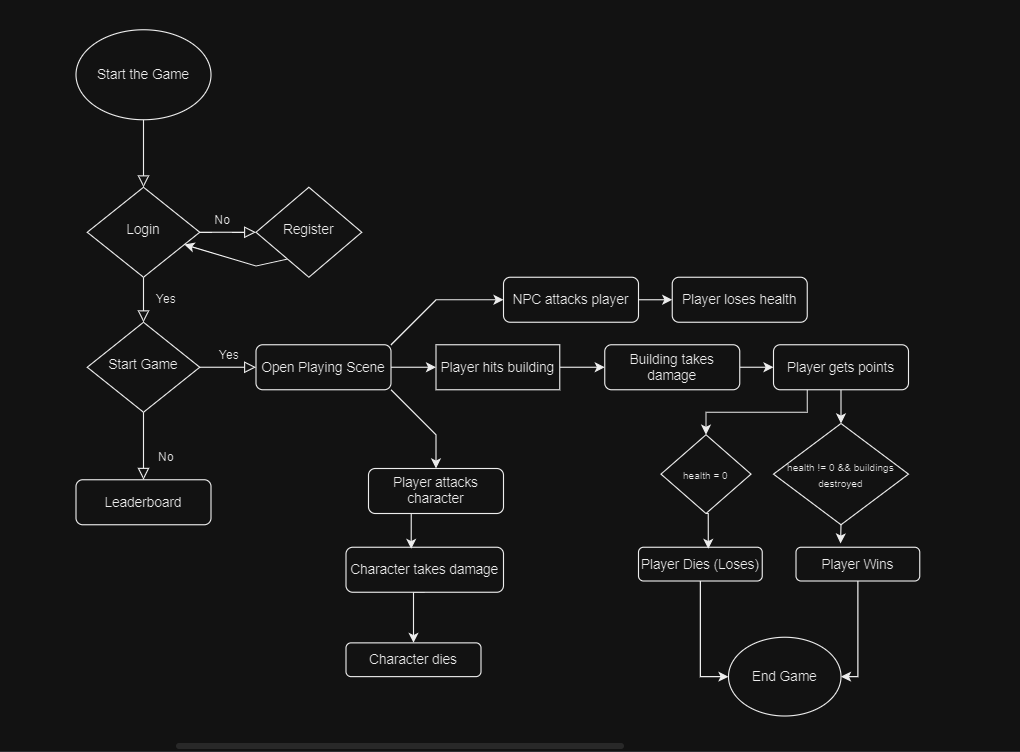 Start the Game
Login
No
Register
Yes
NPC attacks player
Player loses health
Start Game
Yes
Open Playing Scene
Player hits building
Building takes
damage
Player gets points
No
Leaderboard
Player attacks
character
health = 0
health != 0 && buildings
destroyed
Character takes damage
Player Dies (Loses)
Player Wins
Character dies
End Game